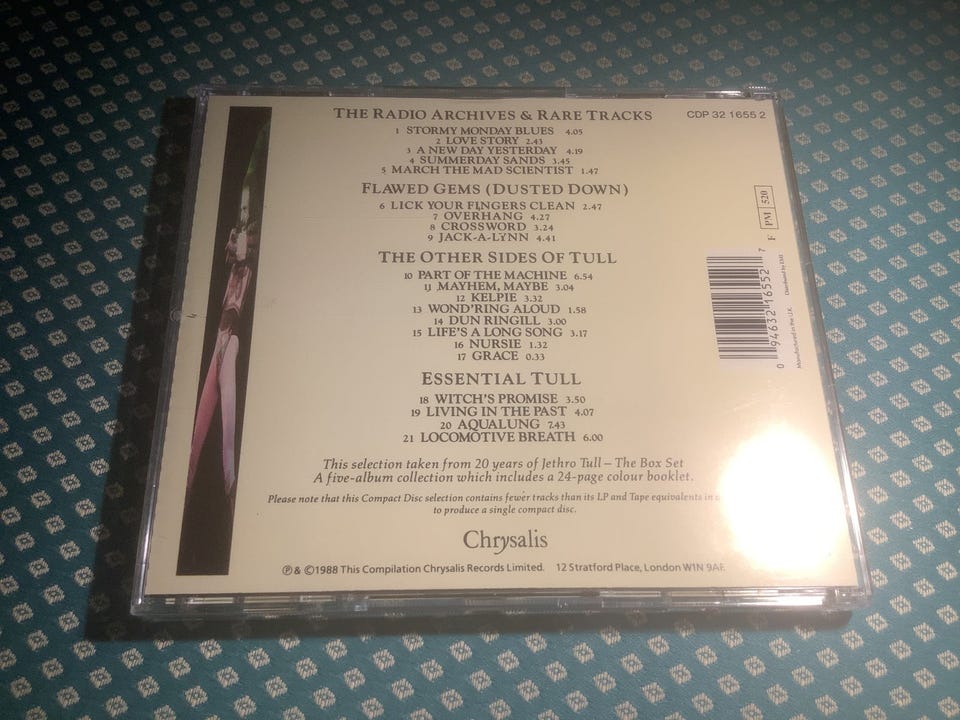 THE RADIO ARCHIVES & RARE TRACKS
CDP 32 1655 2
1 STORMY MONDAY BLUES 4.05
2 LOVE STORY 2.43
3 A NEW DAY YESTERDAY 4.19
4 SUMMERDAY SANDS 3.45
5 MARCH THE MAD SCIENTIST 1.47
FLAWED GEMS (DUSTED DOWN)
6 LICK YOUR FINGERS CLEAN 2.47
7 OVERHANG 4.27
8 CROSSWORD 3.24
9 JACK-A-LYNN 4.41
THE OTHER SIDES OF TULL
10 PART OF THE MACHINE 6.54
11 MAYHEM, MAYBE 3.04
12 KELPIE 3.32
13 WOND'RING ALOUD 1.58
14 DUN RINGILL 3.00
15 LIFE'S A LONG SONG 3.17
16 NURSIE 1.32
17 GRACE 0.33
ESSENTIAL TULL
18 WITCH'S PROMISE 3.50
19 LIVING IN THE PAST 4.07
20 AQUALUNG 7.43
21 LOCOMOTIVE BREATH 6.00
This selection taken from 20 years of Jethro Tull – The Box Set
A five-album collection which includes a 24-page colour booklet.
Please note that this Compact Disc selection contains fewer tracks than its LP and Tape equivalents in
to produce a single compact disc.
Chrysalis
℗ & ©1988 This Compilation Chrysalis Records Limited. 12 Stratford Place, London W1N 9AF.
F PM 520
0 94632 16552 7
Manufactured in the U.K. Distributed by EMI